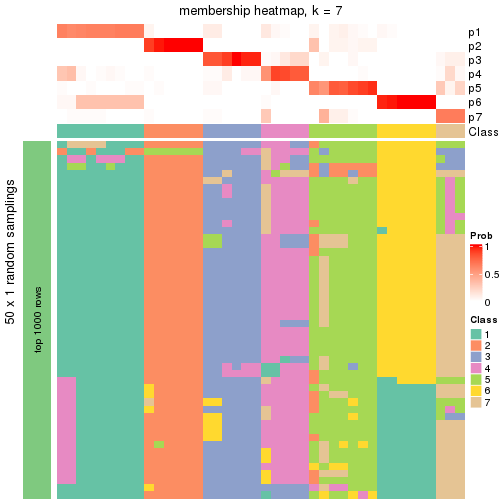 membership heatmap, k = 7
p1
p2
p3
p4
p5
p6
p7
Class
50 x 1 random samplings
top 1000 rows
Prob
1
0.5
0
Class
1
2
3
4
5
6
7